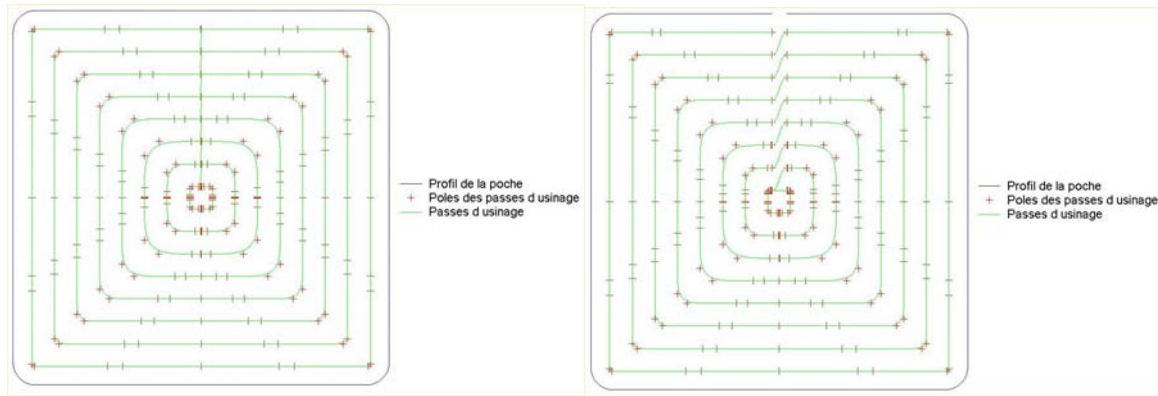 Profil de la poche
Poles des passes d usinage
Passes d usinage
Profil de la poche
Poles des passes d usinage
Passes d usinage